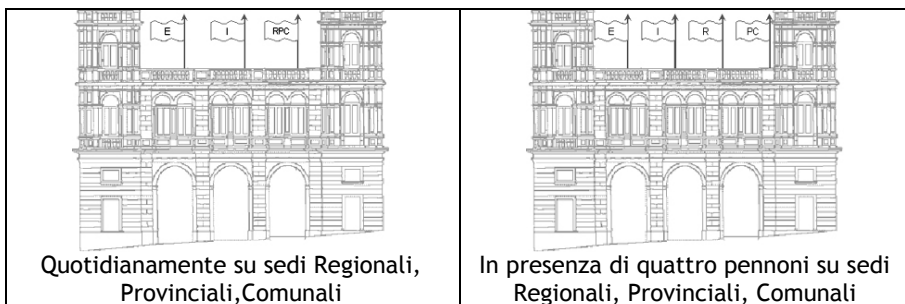 E I RPC
Quotidianamente su sedi Regionali,
Provinciali,Comunali
E I R PC
In presenza di quattro pennoni su sedi
Regionali, Provinciali, Comunali